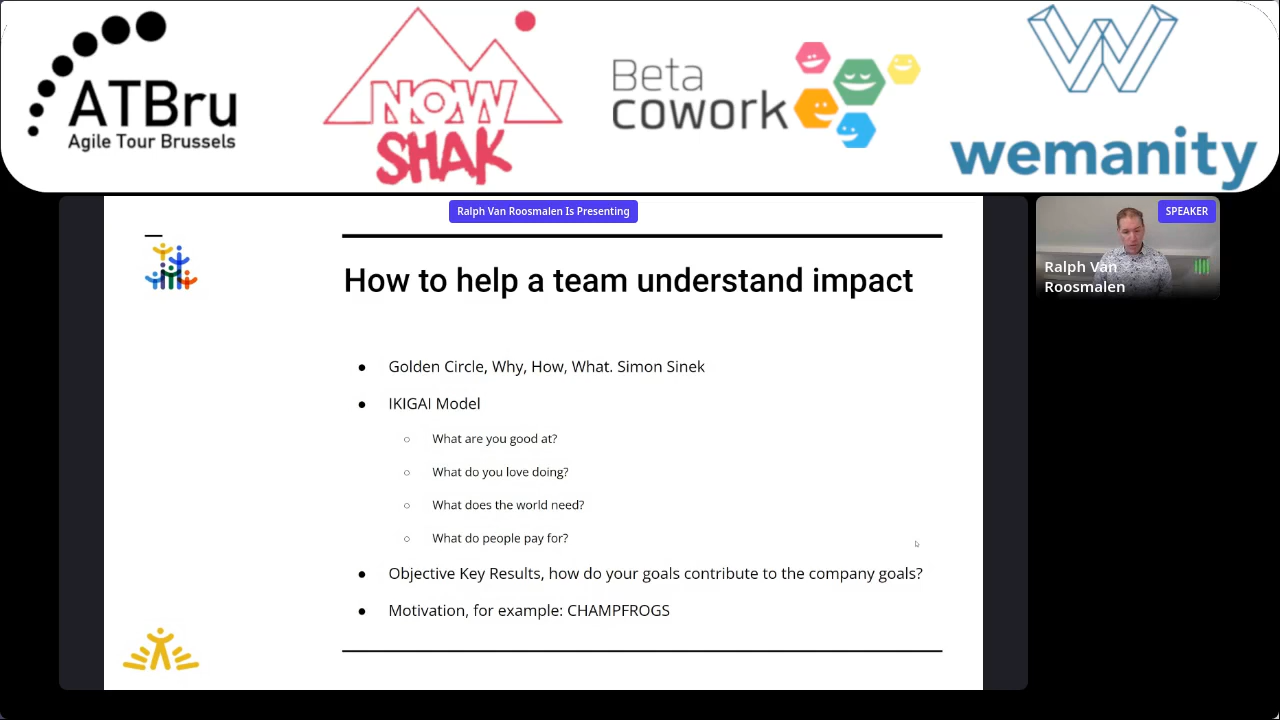 ATBru
Agile Tour Brussels
NOW
SHAK
Beta
cowork
wemanity
Ralph Van Roosmalen Is Presenting
SPEAKER
Ralph Van
Roosmalen
How to help a team understand impact
● Golden Circle, Why, How, What. Simon Sinek
● IKIGAI Model
○ What are you good at?
○ What do you love doing?
○ What does the world need?
○ What do people pay for?
● Objective Key Results, how do your goals contribute to the company goals?
● Motivation, for example: CHAMPFROGS